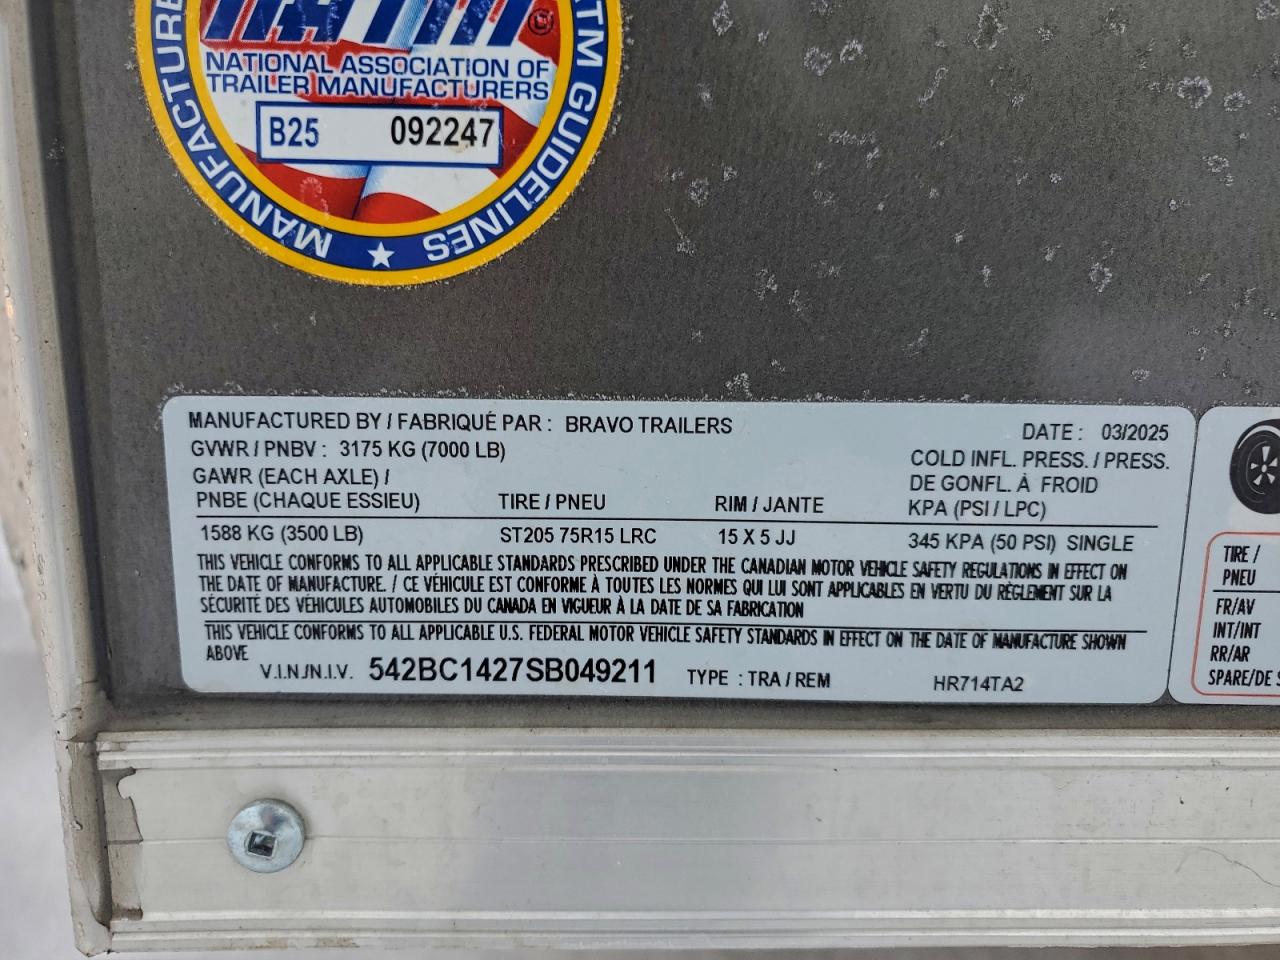 NATM
NATIONAL ASSOCIATION OF
TRAILER MANUFACTURERS
B25 092247
MANUFACTURE
TM GUIDELINES
MANUFACTURED BY / FABRIQUÉ PAR : BRAVO TRAILERS
DATE : 03/2025
GVWR / PNBV : 3175 KG (7000 LB)
COLD INFL. PRESS. / PRESS.
GAWR (EACH AXLE) /
DE GONFL. À FROID
PNBE (CHAQUE ESSIEU) TIRE / PNEU RIM / JANTE KPA (PSI / LPC)
1588 KG (3500 LB) ST205 75R15 LRC 15 X 5 JJ 345 KPA (50 PSI) SINGLE
THIS VEHICLE CONFORMS TO ALL APPLICABLE STANDARDS PRESCRIBED UNDER THE CANADIAN MOTOR VEHICLE SAFETY REGULATIONS IN EFFECT ON
THE DATE OF MANUFACTURE. / CE VÉHICULE EST CONFORME À TOUTES LES NORMES QUI LUI SONT APPLICABLES EN VERTU DU RÈGLEMENT SUR LA
SÉCURITÉ DES VÉHICULES AUTOMOBILES DU CANADA EN VIGUEUR À LA DATE DE SA FABRICATION
THIS VEHICLE CONFORMS TO ALL APPLICABLE U.S. FEDERAL MOTOR VEHICLE SAFETY STANDARDS IN EFFECT ON THE DATE OF MANUFACTURE SHOWN
ABOVE
V.I.N./N.I.V. 542BC1427SB049211 TYPE : TRA / REM HR714TA2
TIRE /
PNEU
FR/AV
INT/INT
RR/AR
SPARE/DE